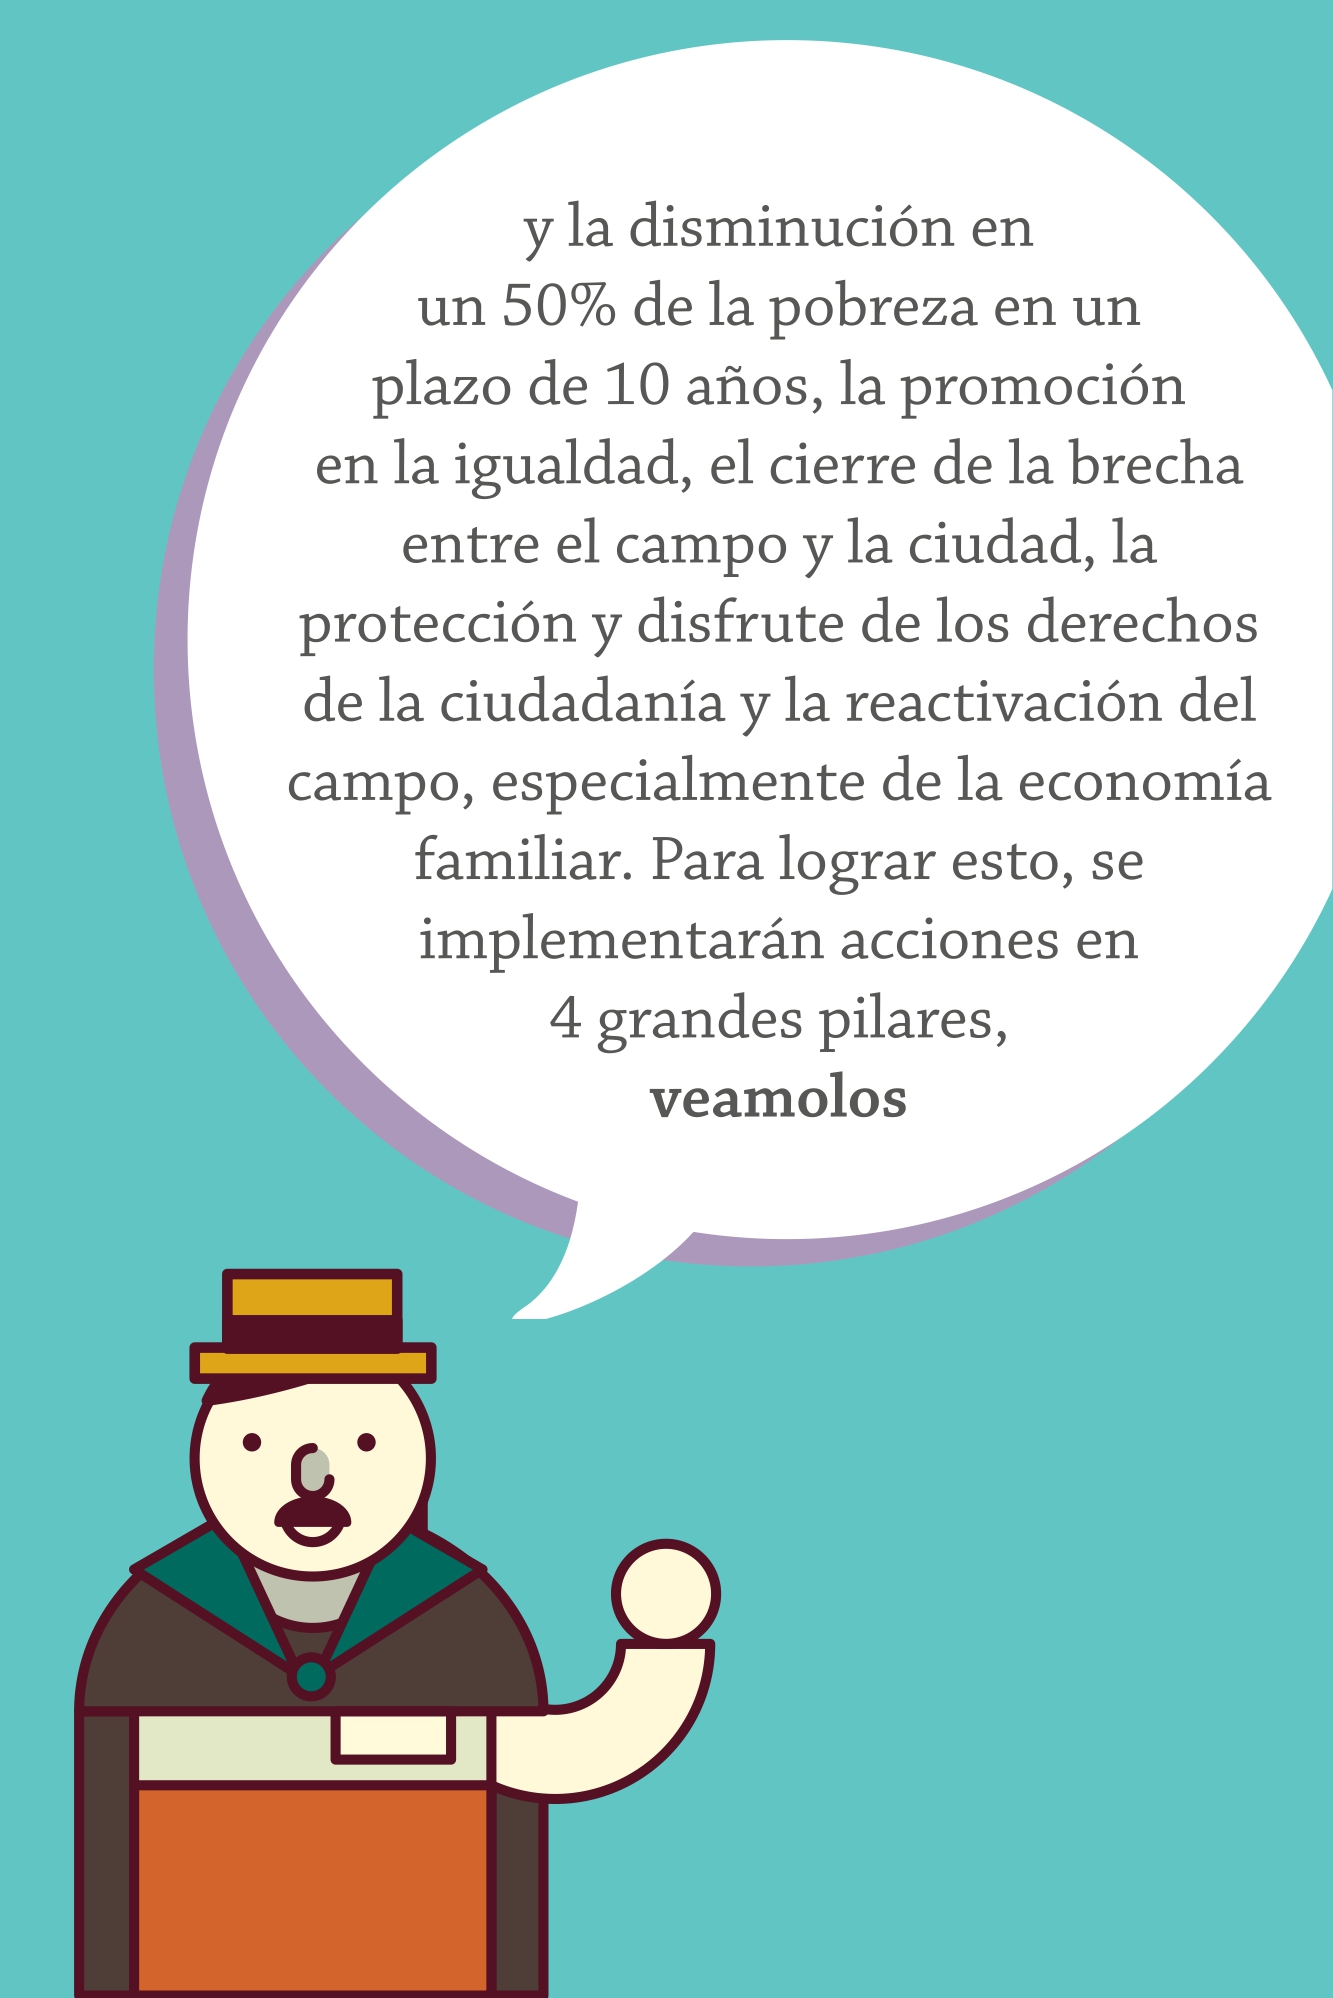 y la disminución en
un 50% de la pobreza en un
plazo de 10 años, la promoción
en la igualdad, el cierre de la brecha
entre el campo y la ciudad, la
protección y disfrute de los derechos
de la ciudadanía y la reactivación del
campo, especialmente de la economía
familiar. Para lograr esto, se
implementarán acciones en
4 grandes pilares,
veamolos